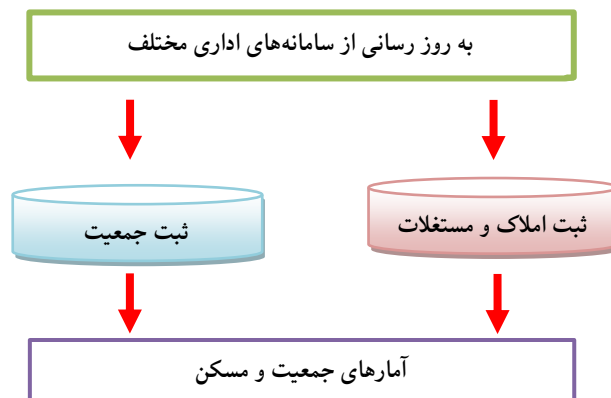 به روز رسانی از سامانه‌های اداری مختلف
ثبت املاک و مستغلات
ثبت جمعیت
آمارهای جمعیت و مسکن